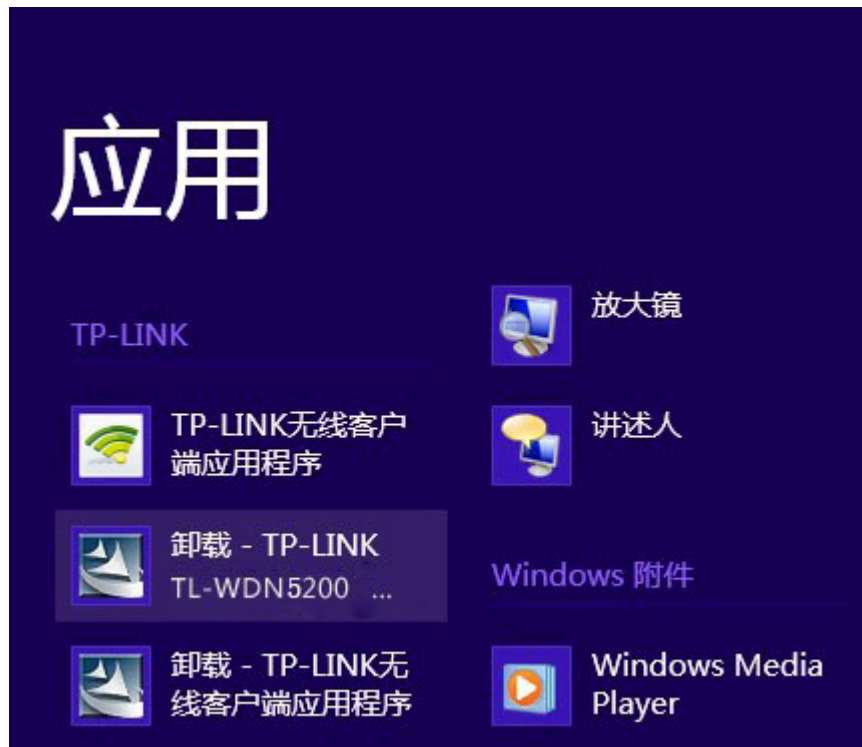 应用
TP-LINK
TP-LINK无线客户
端应用程序
卸载 - TP-LINK
TL-WDN5200 ...
卸载 - TP-LINK无
线客户端应用程序
放大镜
讲述人
Windows 附件
Windows Media
Player